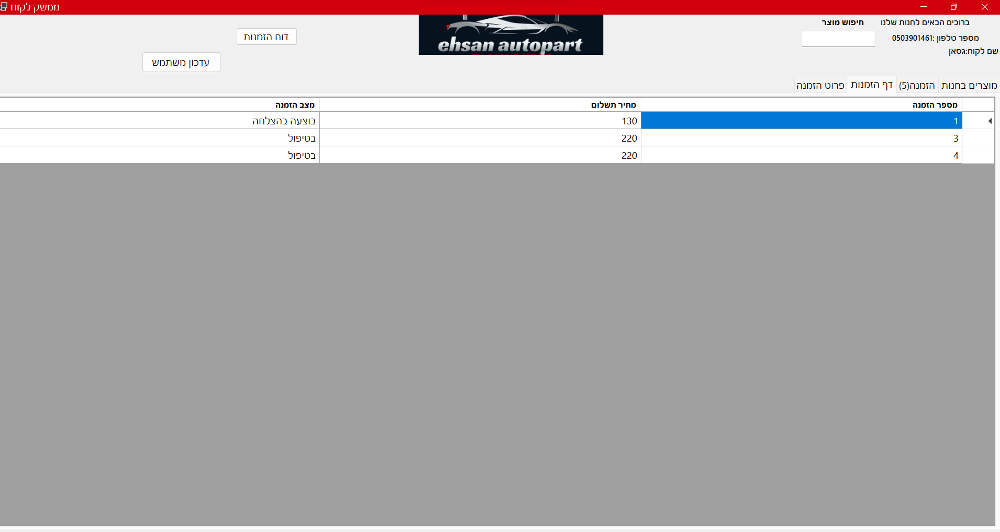 ממשק לקוח
ברוכים הבאים לחנות שלנו
חיפוש מוצר
מספר טלפון :0503901461
שם לקוח:גסאן
ehsan autopart
דוח הזמנות
עדכון משתמש
מוצרים בחנות הזמנה(5) דף הזמנות פרוט הזמנה
מספר הזמנה מחיר תשלום מצב הזמנה
1 130 בוצעה בהצלחה
3 220 בטיפול
4 220 בטיפול